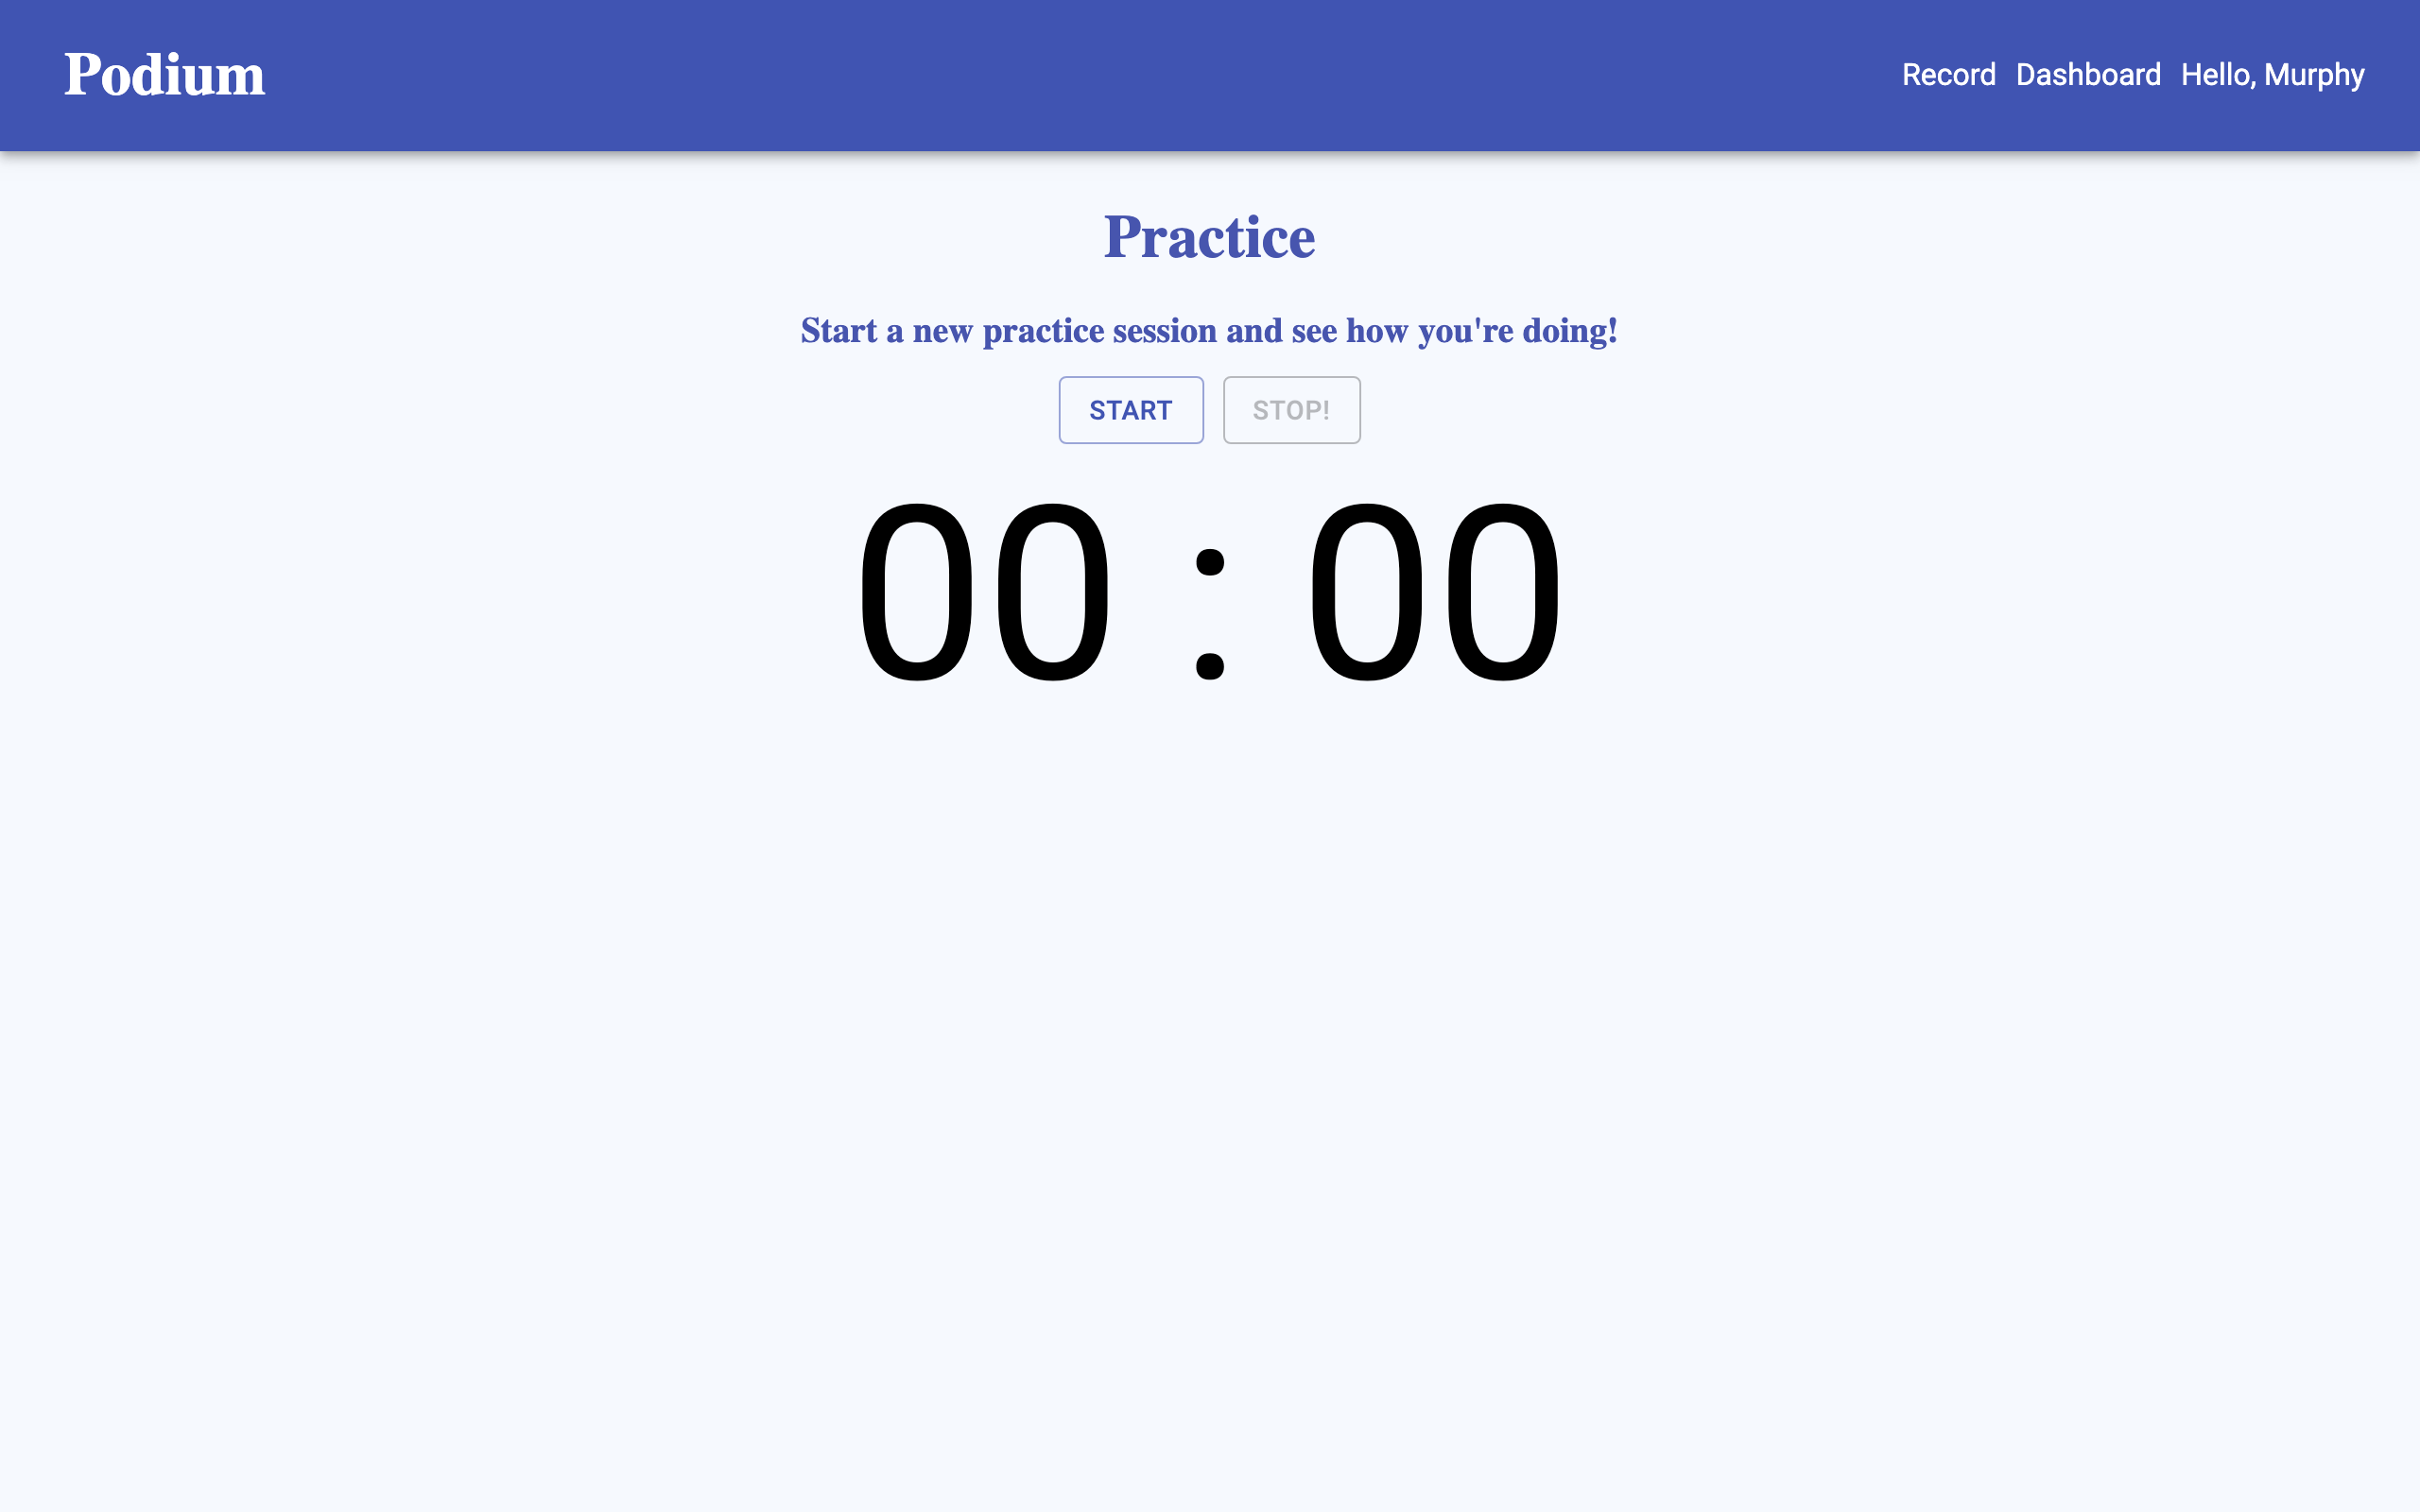 Podium
Record Dashboard Hello, Murphy
Practice
Start a new practice session and see how you're doing!
START STOP!
00 : 00